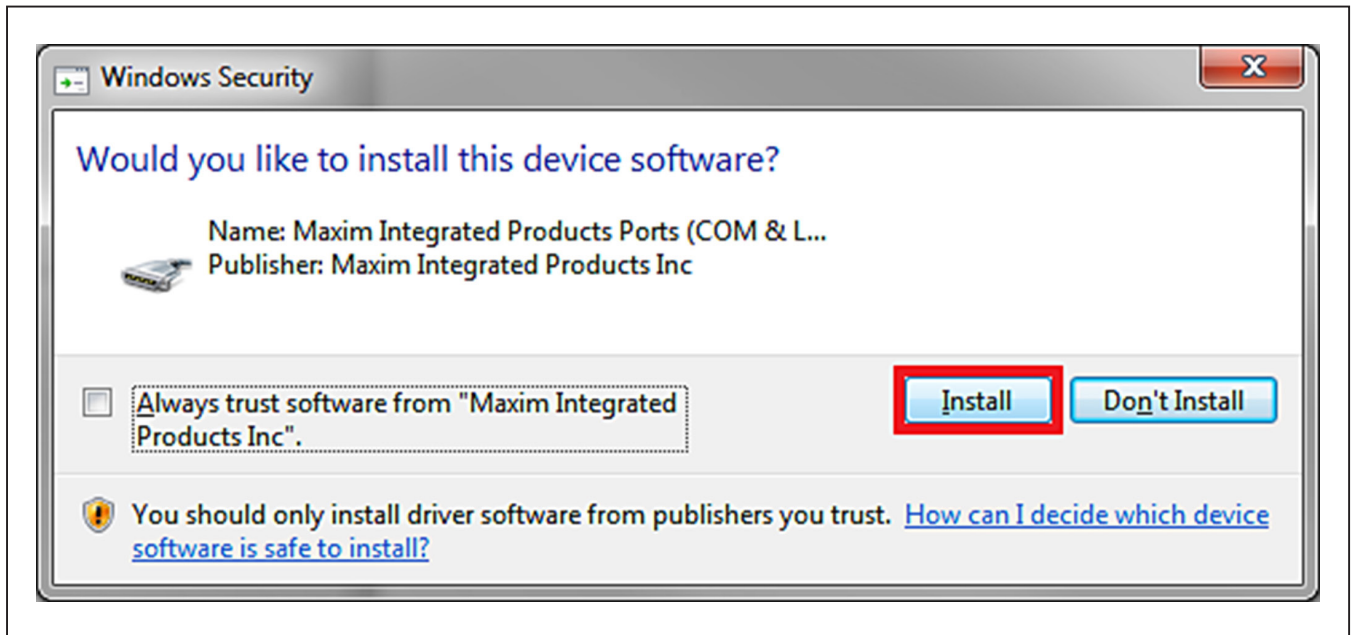 Windows Security
Would you like to install this device software?
Name: Maxim Integrated Products Ports (COM & L...
Publisher: Maxim Integrated Products Inc
Always trust software from "Maxim Integrated
Products Inc".
Install
Don't Install
You should only install driver software from publishers you trust. How can I decide which device
software is safe to install?